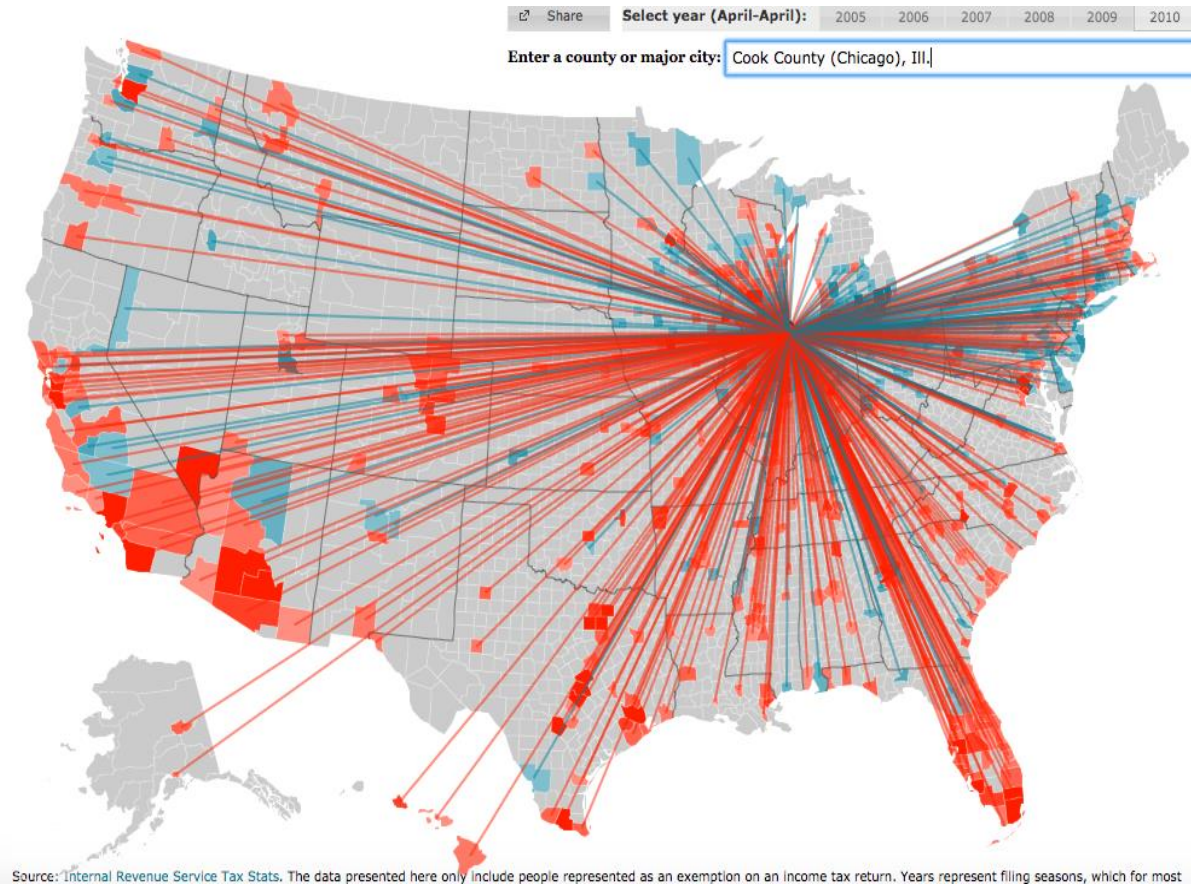 Share Select year (April-April): 2005 2006 2007 2008 2009 2010
Enter a county or major city: Cook County (Chicago), Ill.
Source: Internal Revenue Service Tax Stats. The data presented here only include people represented as an exemption on an income tax return. Years represent filing seasons, which for most